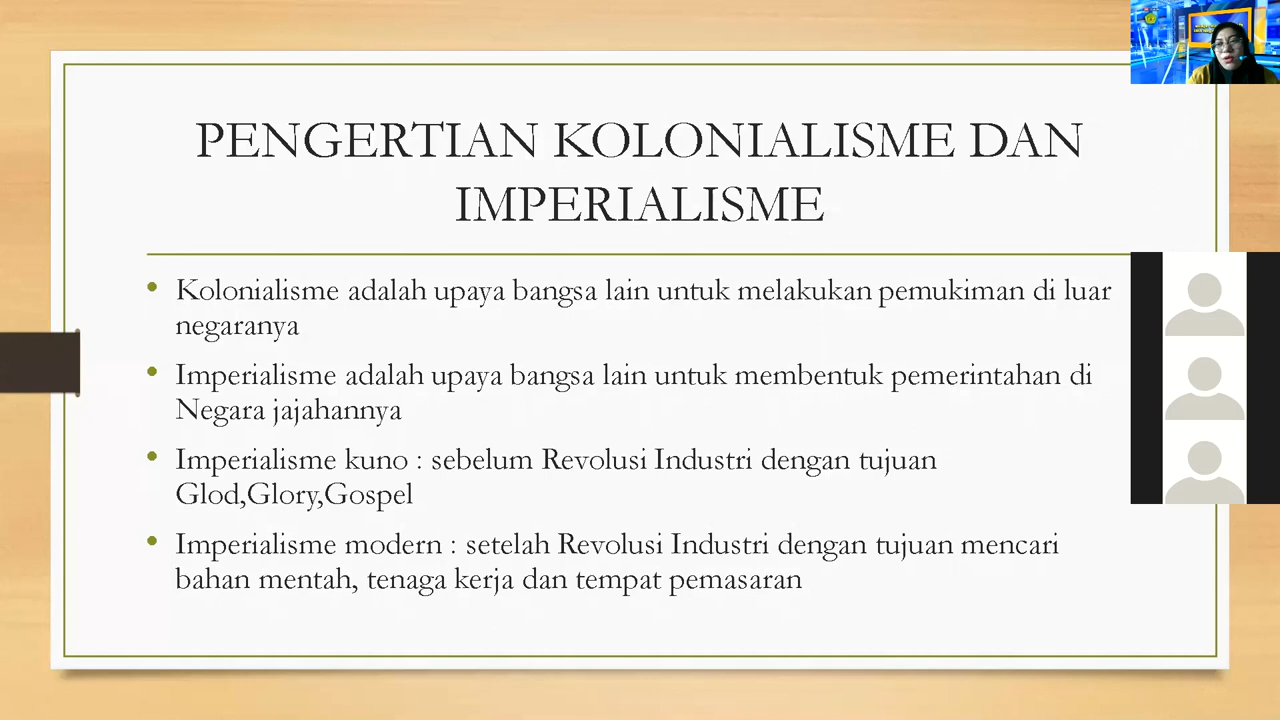 PENGERTIAN KOLONIALISME DAN
IMPERIALISME
• Kolonialisme adalah upaya bangsa lain untuk melakukan pemukiman di luar
negaranya
• Imperialisme adalah upaya bangsa lain untuk membentuk pemerintahan di
Negara jajahannya
• Imperialisme kuno : sebelum Revolusi Industri dengan tujuan
Glod,Glory,Gospel
• Imperialisme modern : setelah Revolusi Industri dengan tujuan mencari
bahan mentah, tenaga kerja dan tempat pemasaran